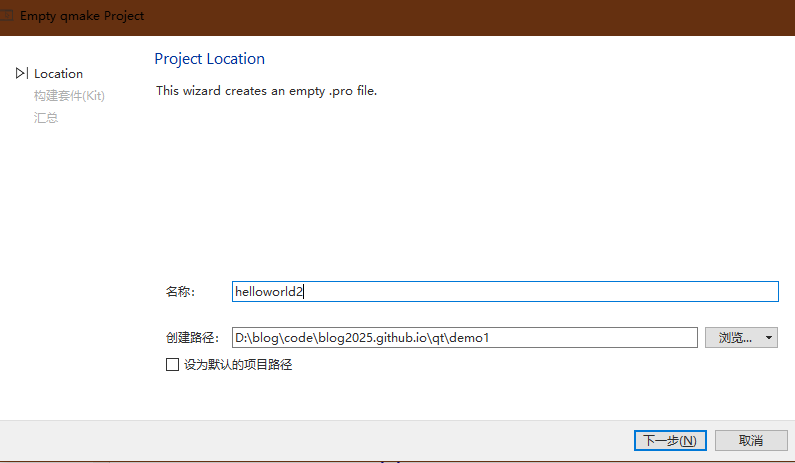 Empty qmake Project
Project Location
Location
This wizard creates an empty .pro file.
构建套件(Kit)
汇总
名称：
helloworld2
创建路径：
D:\blog\code\blog2025.github.io\qt\demo1
浏览...
设为默认的项目路径
下一步(N)
取消